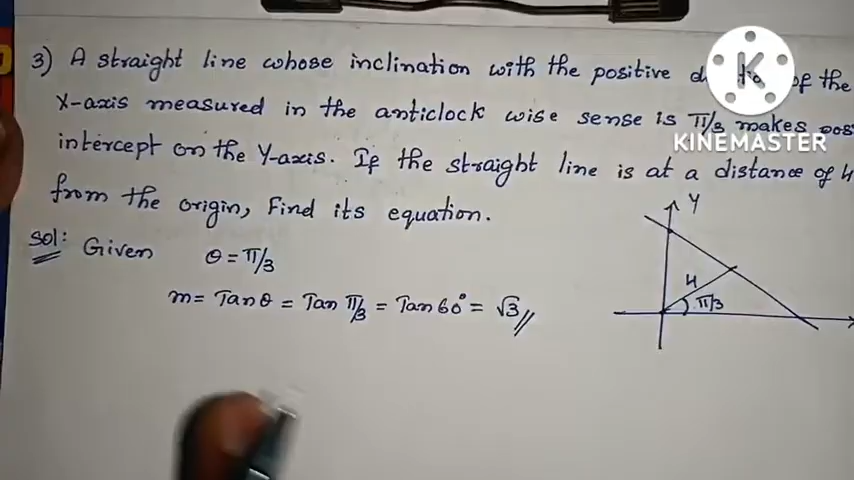 3) A straight line whose inclination with the positive of the
X-axis measured in the anticlock wise sense is π/3 makes
intercept on the Y-axis. If the straight line is at a distance of 4
from the origin, Find its equation.
Sol: Given θ = π/3
m = Tan θ = Tan π/3 = Tan 60° = √3 //
Y
4
π/3
KINEMASTER